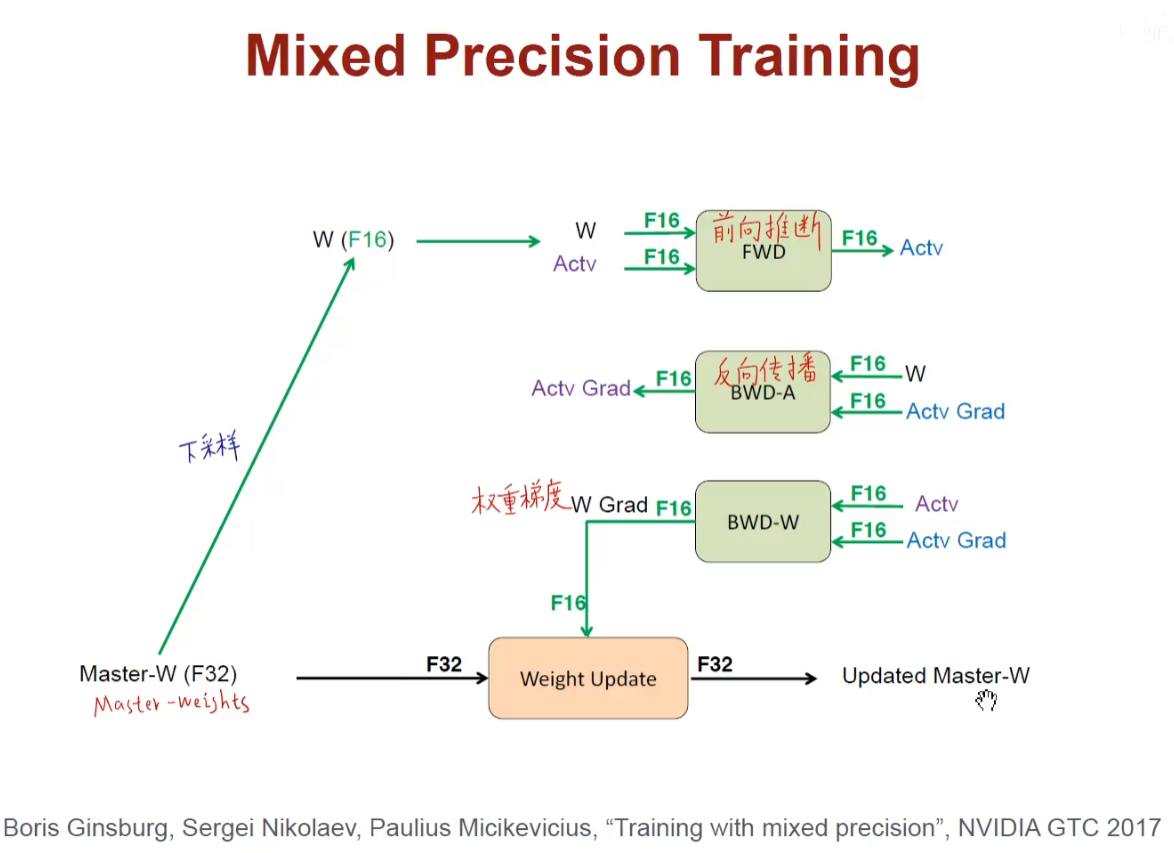 Mixed Precision Training
W (F16)
W F16
Actv F16
前向推断
FWD
F16 Actv
反向传播
BWD-A
F16 W
F16 Actv Grad
Actv Grad F16
下采样
权重梯度 W Grad F16
BWD-W
F16 Actv
F16 Actv Grad
F16
Master-W (F32)
Master-weights
F32
Weight Update
F32
Updated Master-W
Boris Ginsburg, Sergei Nikolaev, Paulius Micikevicius, “Training with mixed precision”, NVIDIA GTC 2017